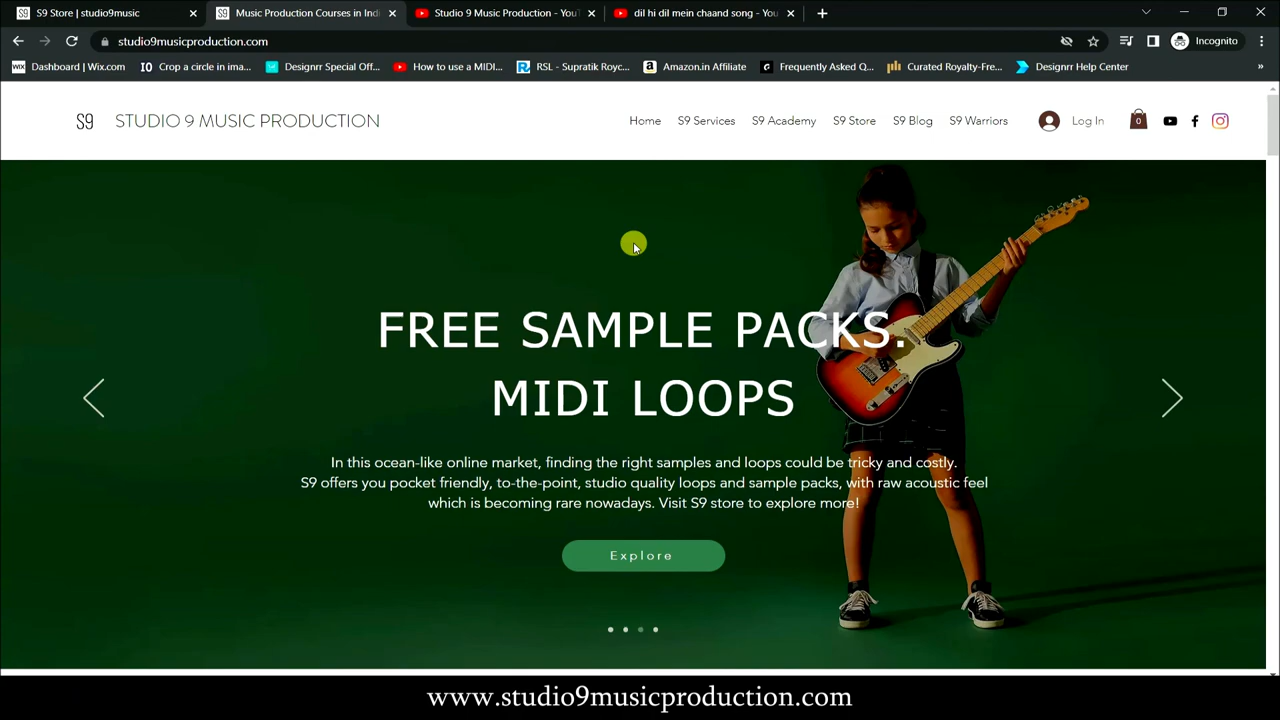 S9 S9 Store | studio9music
S9 Music Production Courses in Indi
Studio 9 Music Production - YouT
dil hi dil mein chaand song - You
studio9musicproduction.com
Incognito
WIX Dashboard | Wix.com
IO Crop a circle in ima...
Designrr Special Off...
How to use a MIDI...
RSL - Supratik Royc...
a Amazon.in Affiliate
Frequently Asked Q...
Curated Royalty-Fre...
Designrr Help Center
»
S9 STUDIO 9 MUSIC PRODUCTION
Home S9 Services S9 Academy S9 Store S9 Blog S9 Warriors Log In 0
FREE SAMPLE PACKS.
MIDI LOOPS
In this ocean-like online market, finding the right samples and loops could be tricky and costly.
S9 offers you pocket friendly, to-the-point, studio quality loops and sample packs, with raw acoustic feel
which is becoming rare nowadays. Visit S9 store to explore more!
Explore
www.studio9musicproduction.com